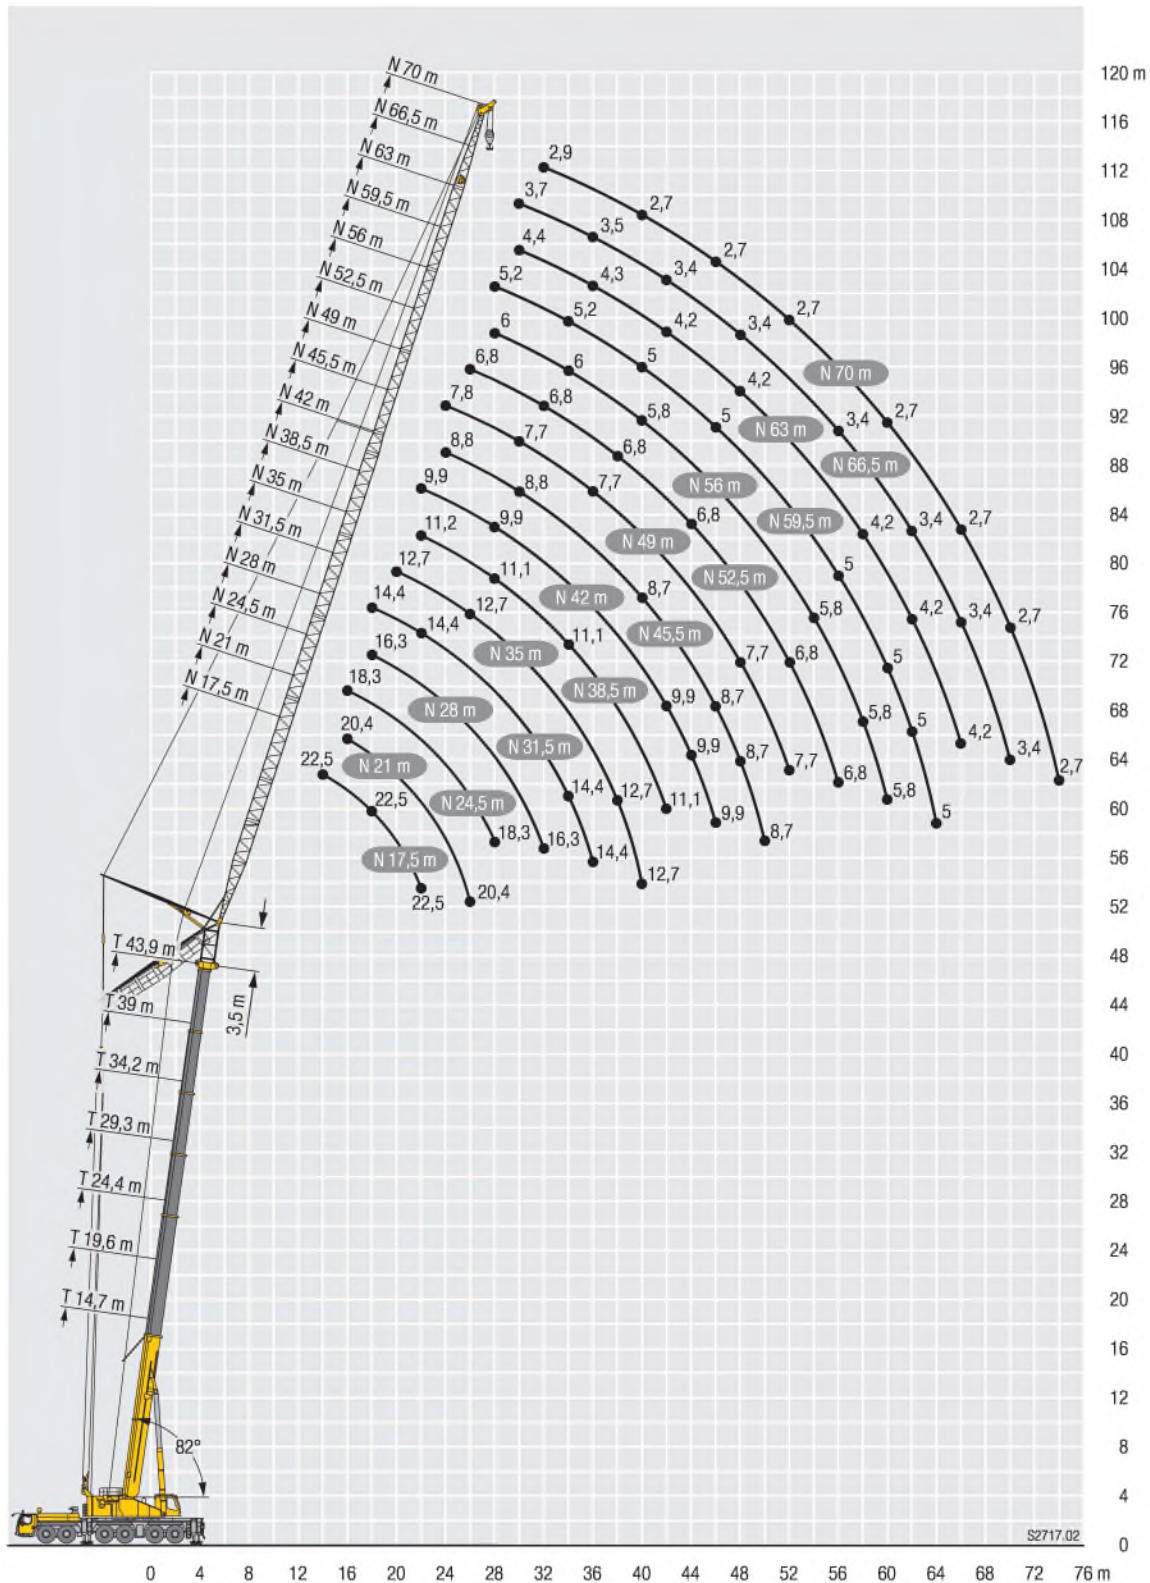 120 m
N 70 m
116
N 66,5 m
112
2,9
N 63 m
3,7
2,7
108
N 59,5 m
3,5
4,4
2,7
104
N 56 m
5,2
4,3
3,4
N 52,5 m
5,2
4,2
3,4
2,7
100
6
N 49 m
6,8
6
5
4,2
N 70 m
96
N 45,5 m
7,8
6,8
5,8
5
N 63 m
3,4
2,7
92
N 42 m
8,8
7,7
6,8
N 66,5 m
88
N 38,5 m
9,9
8,8
7,7
N 56 m
N 35 m
11,2
9,9
6,8
N 59,5 m
4,2
3,4
2,7
84
N 31,5 m
N 49 m
12,7
11,1
N 52,5 m
5
80
N 28 m
14,4
12,7
N 42 m
8,7
N 24,5 m
16,3
14,4
11,1
N 45,5 m
5,8
4,2
3,4
2,7
76
N 21 m
18,3
N 35 m
7,7
6,8
5
72
N 17,5 m
20,4
N 28 m
N 38,5 m
9,9
8,7
5,8
5
4,2
68
22,5
N 21 m
N 31,5 m
9,9
8,7
7,7
6,8
3,4
2,7
64
22,5
N 24,5 m
14,4
12,7
11,1
9,9
5,8
5
60
N 17,5 m
18,3
16,3
14,4
8,7
56
22,5
20,4
12,7
52
T 43,9 m
48
3,5 m
T 39 m
44
40
T 34,2 m
36
T 29,3 m
32
T 24,4 m
28
T 19,6 m
24
T 14,7 m
20
16
12
82°
8
4
S2717.02
0
0 4 8 12 16 20 24 28 32 36 40 44 48 52 56 60 64 68 72 76 m